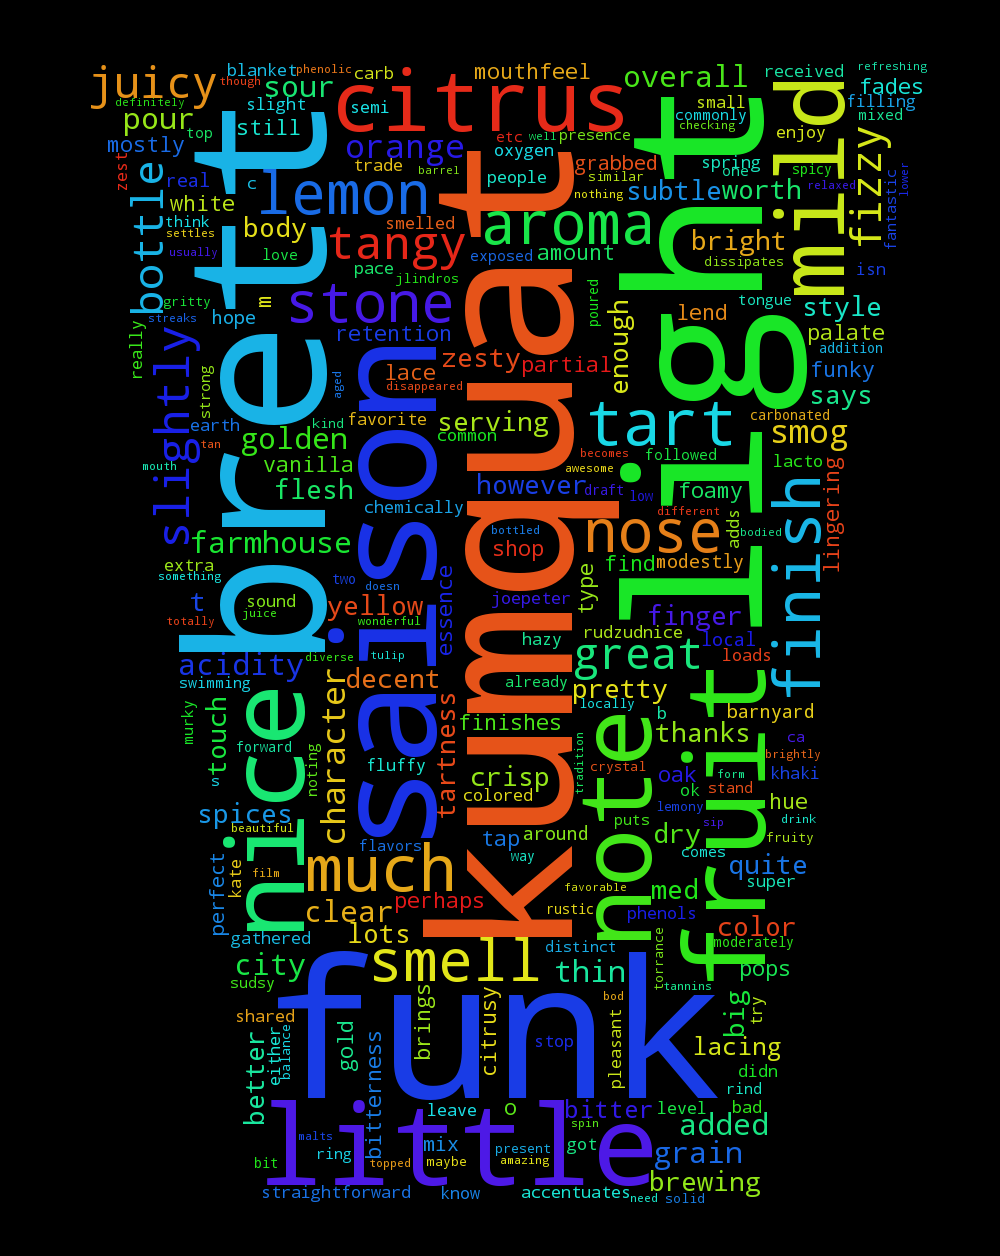 refreshing
blanket
phenolic
carb
mouthfeel
overall
received
juicy
though
sour
citrus
fades
definitely
slight
semi
small
mild
filling
pour
top
still
commonly
mixed
light
checking
brett
etc
well
presence
enjoy
fizzy
mostly
orange
oxygen
zest
trade
barrel
grabbed
spring
one
spicy
real
c
lemon
people
similar
subtle
worth
relaxed
lower
bottle
white
nothing
fantastic
think
body
smelled
aroma
settles
tangy
bright
usually
love
exposed
amount
dissipates
pace
jlindros
isn
gritty
m
stone
poured
tongue
style
streaks
hope
kumquat
lend
really
retention
enough
palate
slightly
saison
zesty
partial
addition
lace
funky
strong
aged
disappeared
says
earth
favorite
serving
tart
carbonated
kind
golden
common
smog
tan
followed
mouth
vanilla
becomes
awesome
lacto
flesh
however
draft
low
foamy
lingering
chemically
different
finish
farmhouse
bottled
nose
adds
bodied
shop
extra
find
modestly
something
two
doesn
type
t
sound
yellow
essence
joepeter
finger
juice
totally
wonderful
hazy
rudzudnice
local
acidity
diverse
tulip
great
loads
swimming
decent
already
pretty
fruit
nice
character
locally
b
barnyard
murky
touch
tartness
finishes
note
thanks
forward
tradition
ca
brightly
s
noting
fluffy
crisp
crystal
oak
form
khaki
colored
ok
stand
spices
lemony
hue
beautiful
tap
around
puts
sip
drink
dry
fruity
flavors
way
comes
quite
perfect
kate
film
much
favorable
med
super
clear
perhaps
rustic
phenols
color
gathered
lots
distinct
moderately
city
smell
thin
torrance
pops
sudsy
tannins
funk
brings
citrusy
bod
big
try
shared
gold
pleasant
either
balance
better
bitterness
stop
lacing
didn
rind
little
leave
o
bitter
level
bad
malts
spin
added
ring
mix
present
got
bit
topped
maybe
amazing
grain
straightforward
know
accentuates
need
solid
brewing